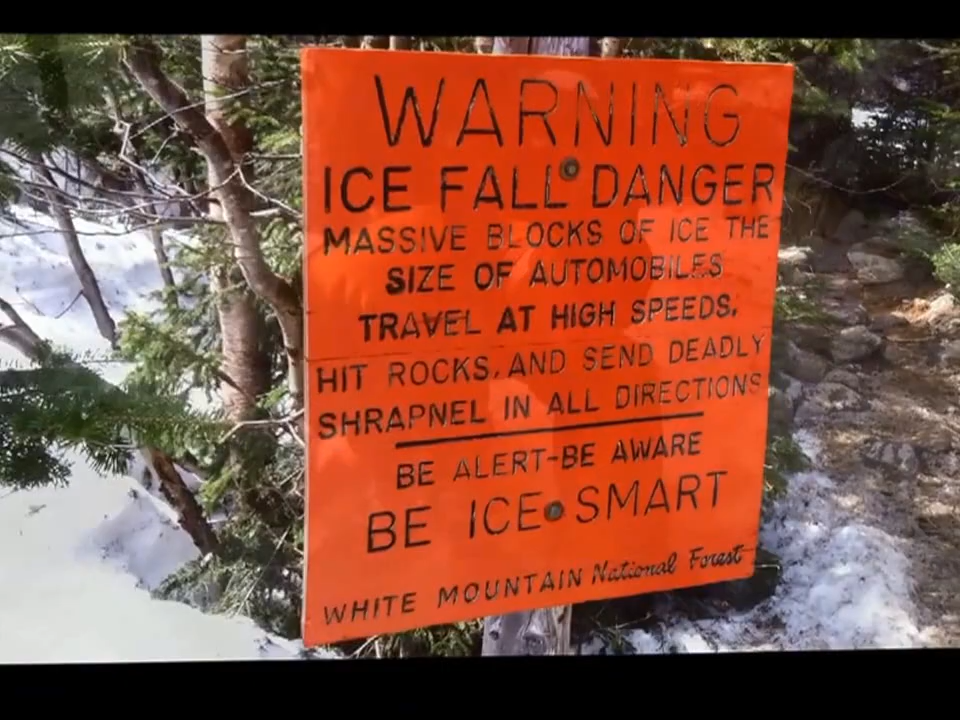 WARNING
ICE FALL DANGER
MASSIVE BLOCKS OF ICE THE
SIZE OF AUTOMOBILES
TRAVEL AT HIGH SPEEDS,
HIT ROCKS, AND SEND DEADLY
SHRAPNEL IN ALL DIRECTIONS
BE ALERT-BE AWARE
BE ICE SMART
WHITE MOUNTAIN National Forest